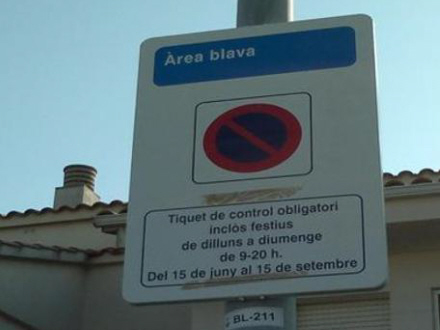 Àrea blava
Tiquet de control obligatori
inclòs festius
de dilluns a diumenge
de 9-20 h.
Del 15 de juny al 15 de setembre
BL-211